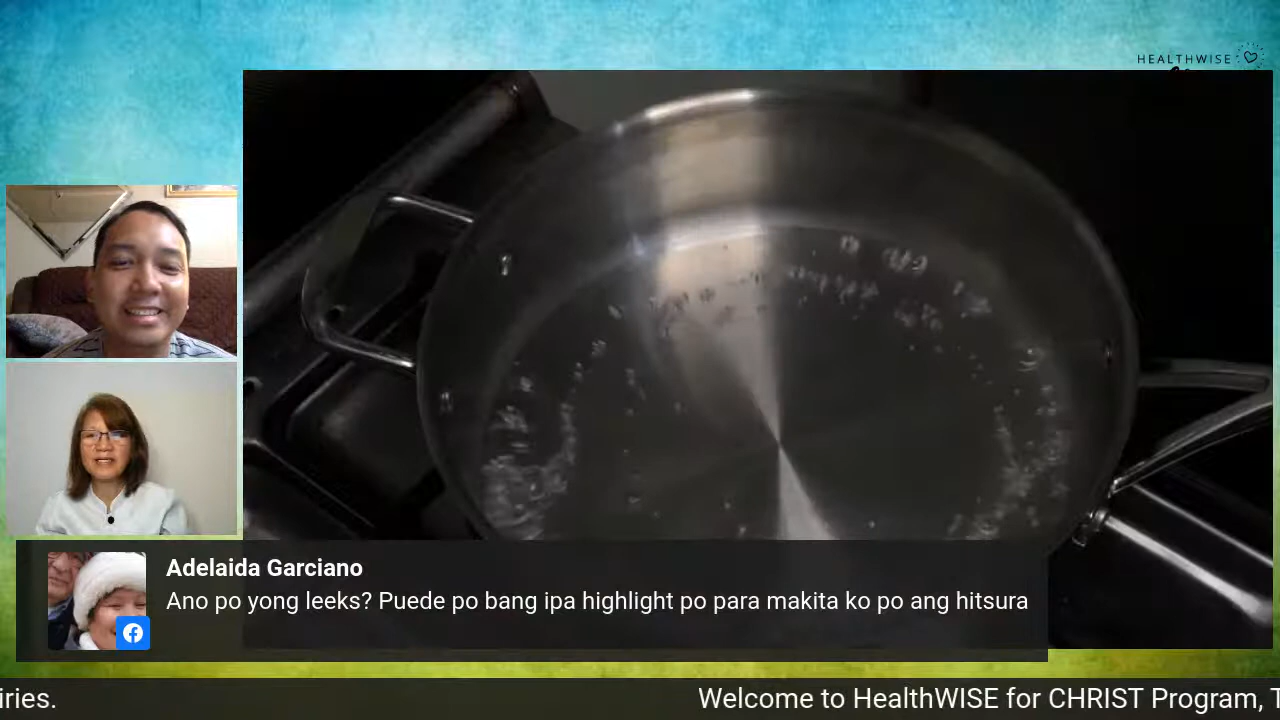 HEALTHWISE
Adelaida Garciano
Ano po yong leeks? Puede po bang ipa highlight po para makita ko po ang hitsura
iries.
Welcome to HealthWISE for CHRIST Program, T